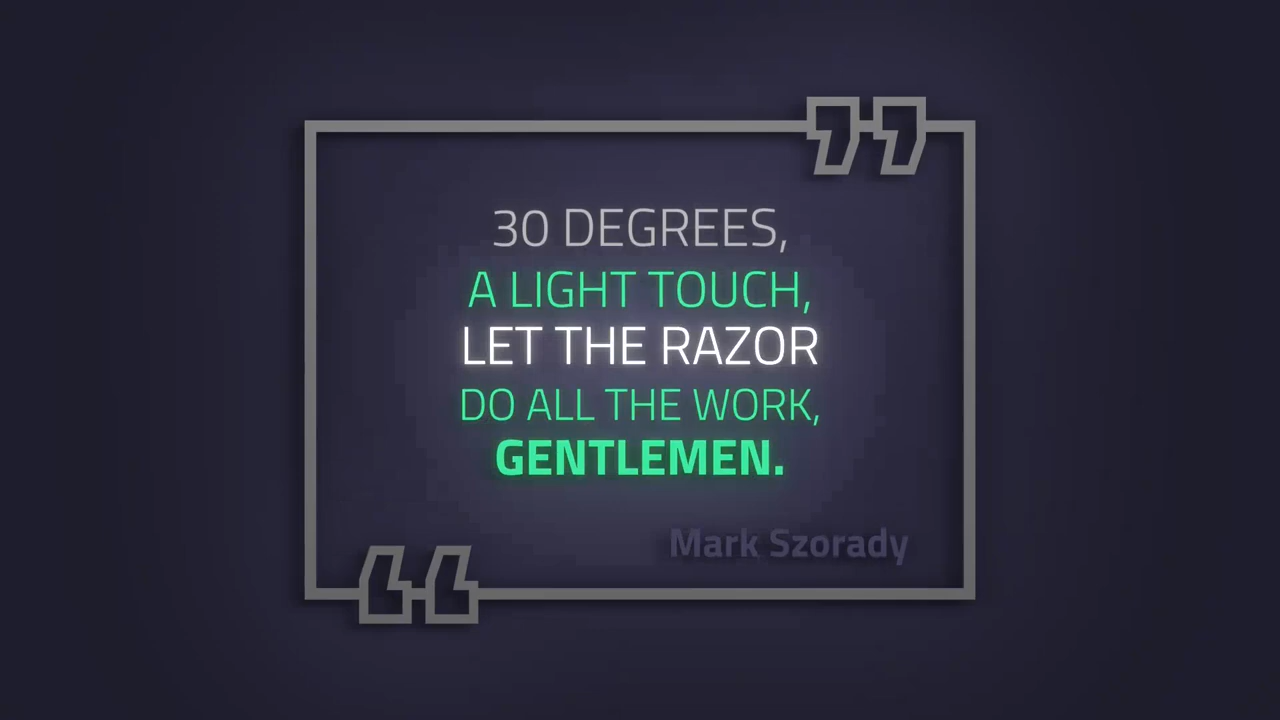 30 DEGREES,
A LIGHT TOUCH,
LET THE RAZOR
DO ALL THE WORK,
GENTLEMEN.
Mark Szorady